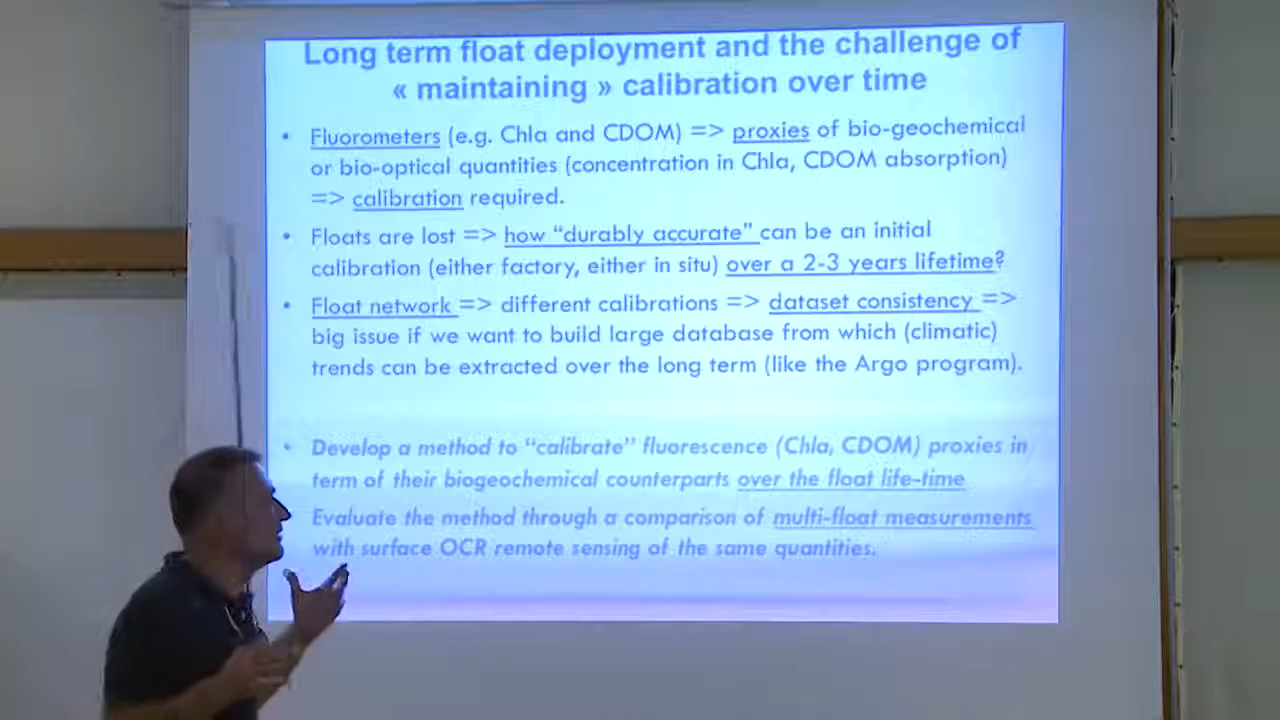 Long term float deployment and the challenge of
« maintaining » calibration over time
• Fluorometers (e.g. Chla and CDOM) => proxies of bio-geochemical
or bio-optical quantities (concentration in Chla, CDOM absorption)
=> calibration required.
• Floats are lost => how “durably accurate” can be an initial
calibration (either factory, either in situ) over a 2-3 years lifetime?
• Float network => different calibrations => dataset consistency =>
big issue if we want to build large database from which (climatic)
trends can be extracted over the long term (like the Argo program).
• Develop a method to “calibrate” fluorescence (Chla, CDOM) proxies in
term of their biogeochemical counterparts over the float life-time
Evaluate the method through a comparison of multi-float measurements
with surface OCR remote sensing of the same quantities.